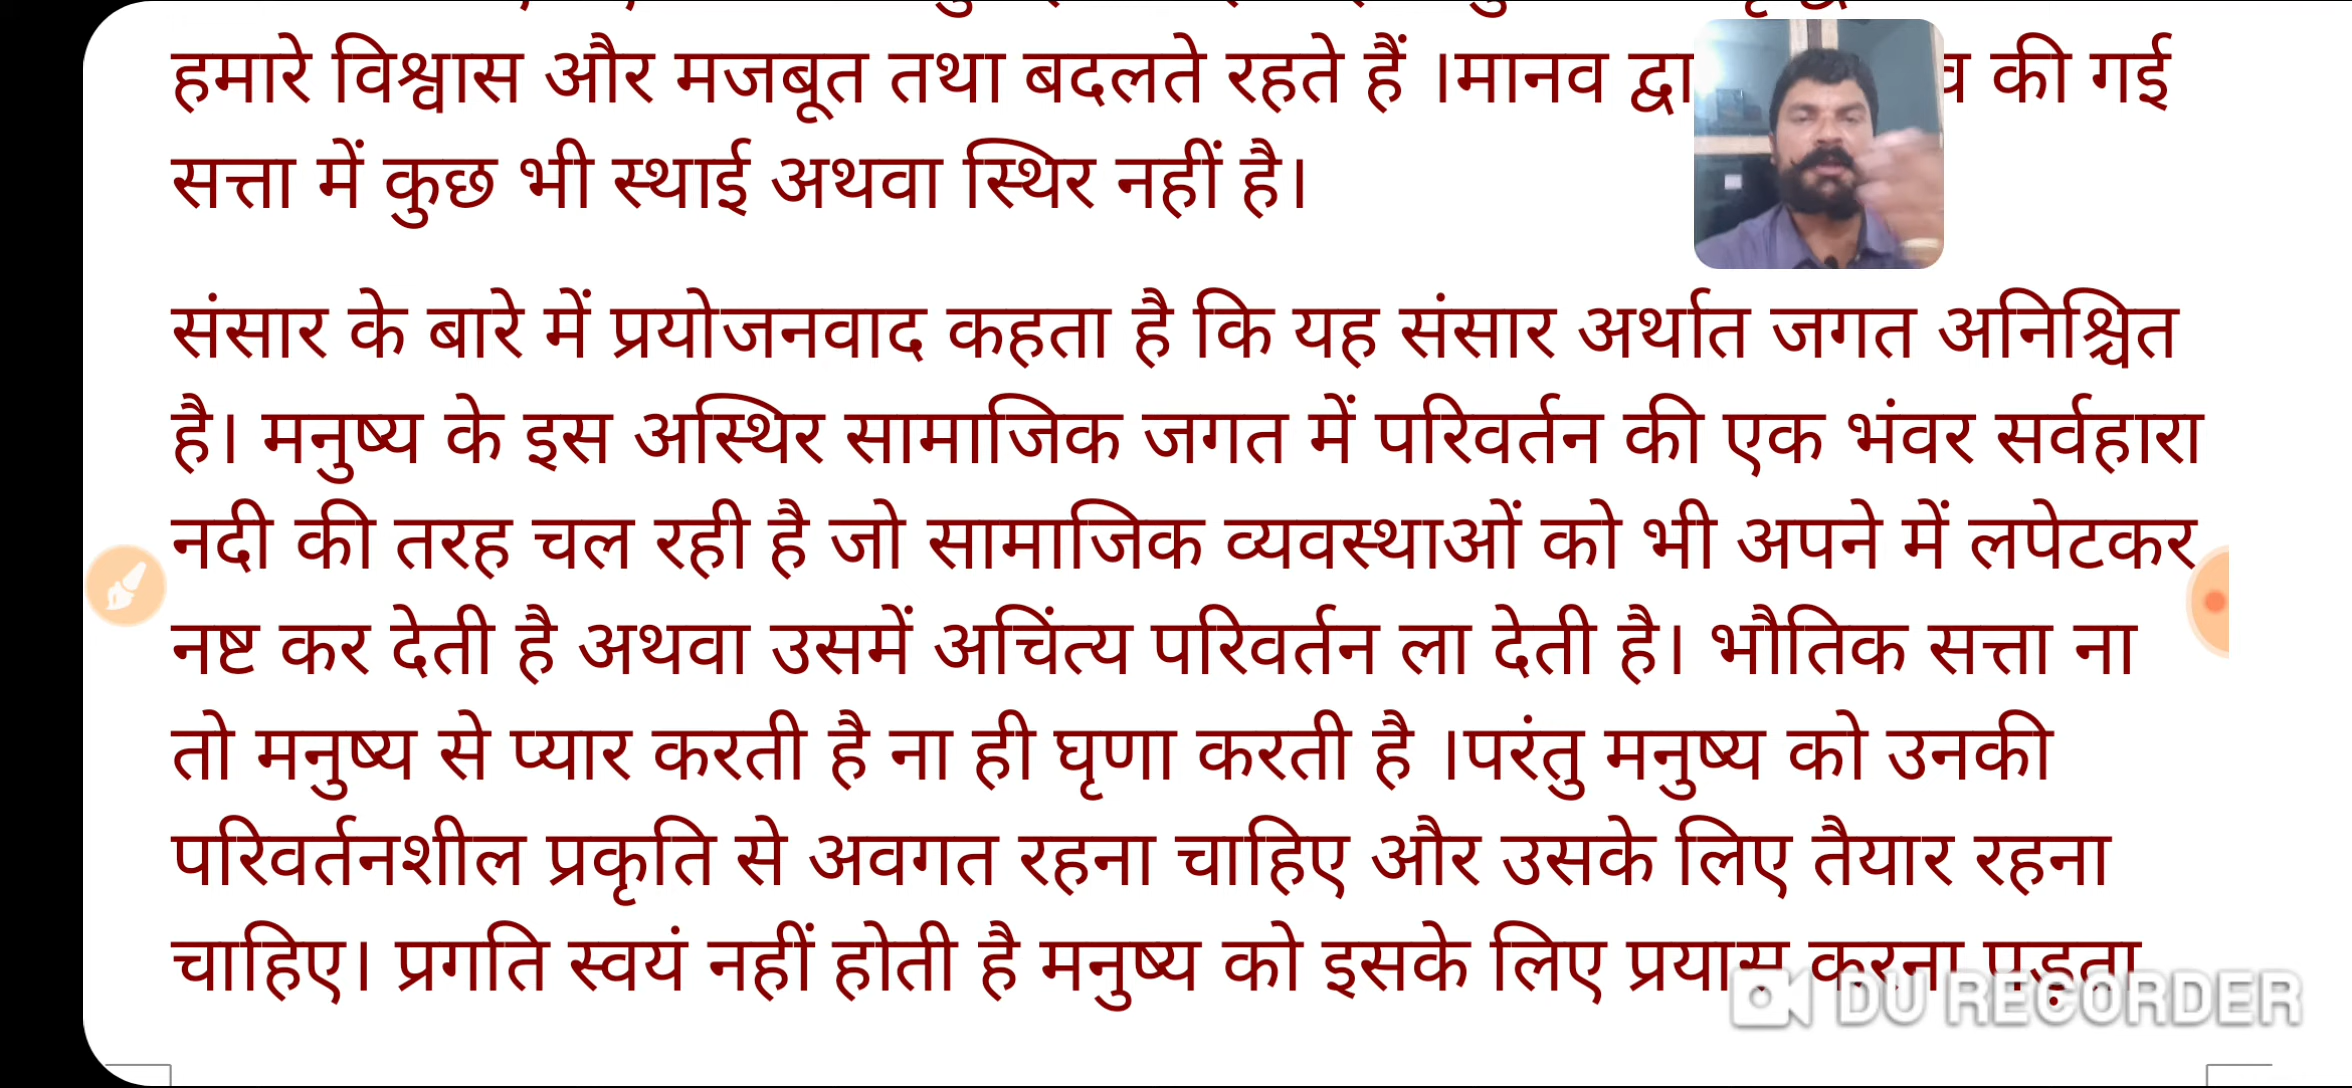 हमारे विश्वास और मजबूत तथा बदलते रहते हैं ।मानव की गई
सत्ता में कुछ भी स्थाई अथवा स्थिर नहीं है।
संसार के बारे में प्रयोजनवाद कहता है कि यह संसार अर्थात जगत अनिश्चित
है। मनुष्य के इस अस्थिर सामाजिक जगत में परिवर्तन की एक भंवर सर्वहारा
नदी की तरह चल रही है जो सामाजिक व्यवस्थाओं को भी अपने में लपेटकर
नष्ट कर देती है अथवा उसमें अचिंत्य परिवर्तन ला देती है। भौतिक सत्ता ना
तो मनुष्य से प्यार करती है ना ही घृणा करती है ।परंतु मनुष्य को उनकी
परिवर्तनशील प्रकृति से अवगत रहना चाहिए और उसके लिए तैयार रहना
चाहिए। प्रगति स्वयं नहीं होती है मनुष्य को इसके लिए प्रयास करना पड़ता
DU RECORDER